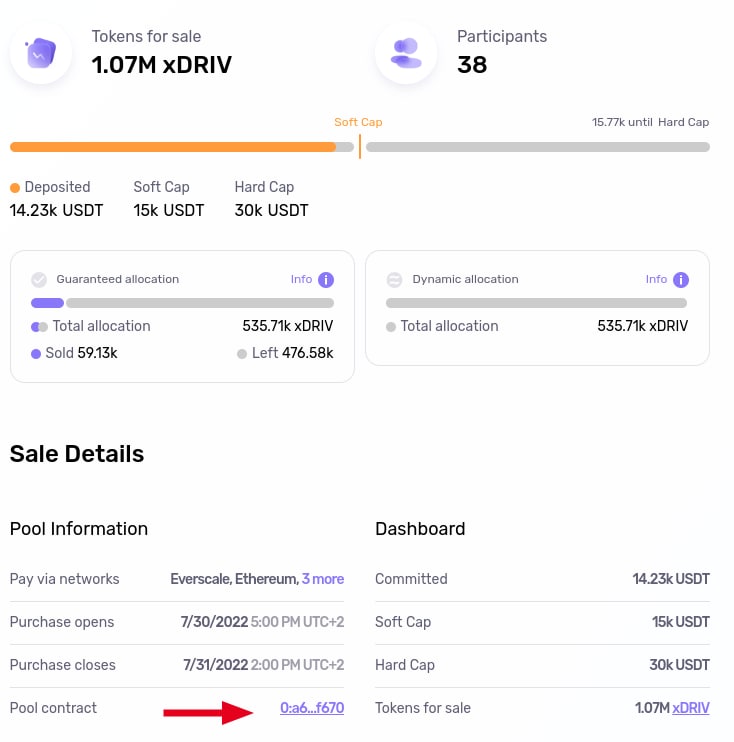 Tokens for sale
1.07M xDRIV
Participants
38
Soft Cap
15.77k until Hard Cap
Deposited
14.23k USDT
Soft Cap
15k USDT
Hard Cap
30k USDT
Guaranteed allocation Info i
Total allocation 535.71k xDRIV
Sold 59.13k Left 476.58k
Dynamic allocation Info i
Total allocation 535.71k xDRIV
Sale Details
Pool Information
Pay via networks Everscale, Ethereum, 3 more
Purchase opens 7/30/2022 5:00 PM UTC+2
Purchase closes 7/31/2022 2:00 PM UTC+2
Pool contract 0:a6...f670
Dashboard
Committed 14.23k USDT
Soft Cap 15k USDT
Hard Cap 30k USDT
Tokens for sale 1.07M xDRIV